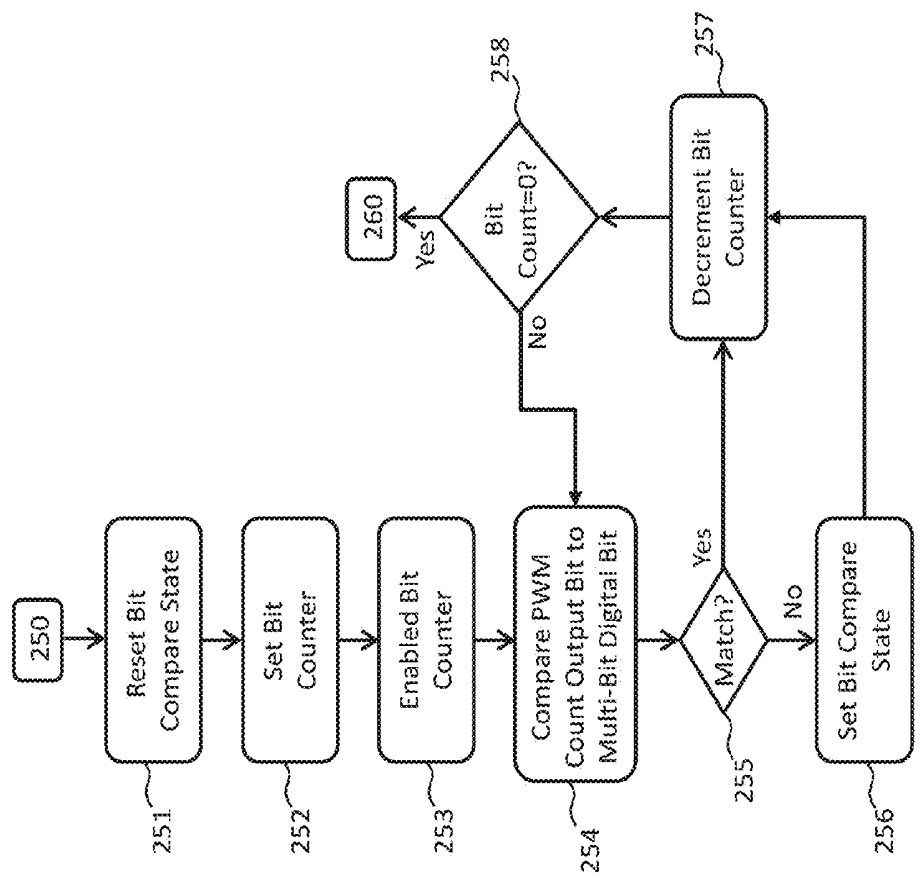 250
Reset Bit
Compare State
251
Set Bit
Counter
252
Enabled Bit
Counter
253
Compare PWM
Count Output Bit to
Multi-Bit Digital Bit
254
Match?
255
Yes
No
Set Bit Compare
State
256
Decrement Bit
Counter
257
Bit
Count=0?
258
No
Yes
260